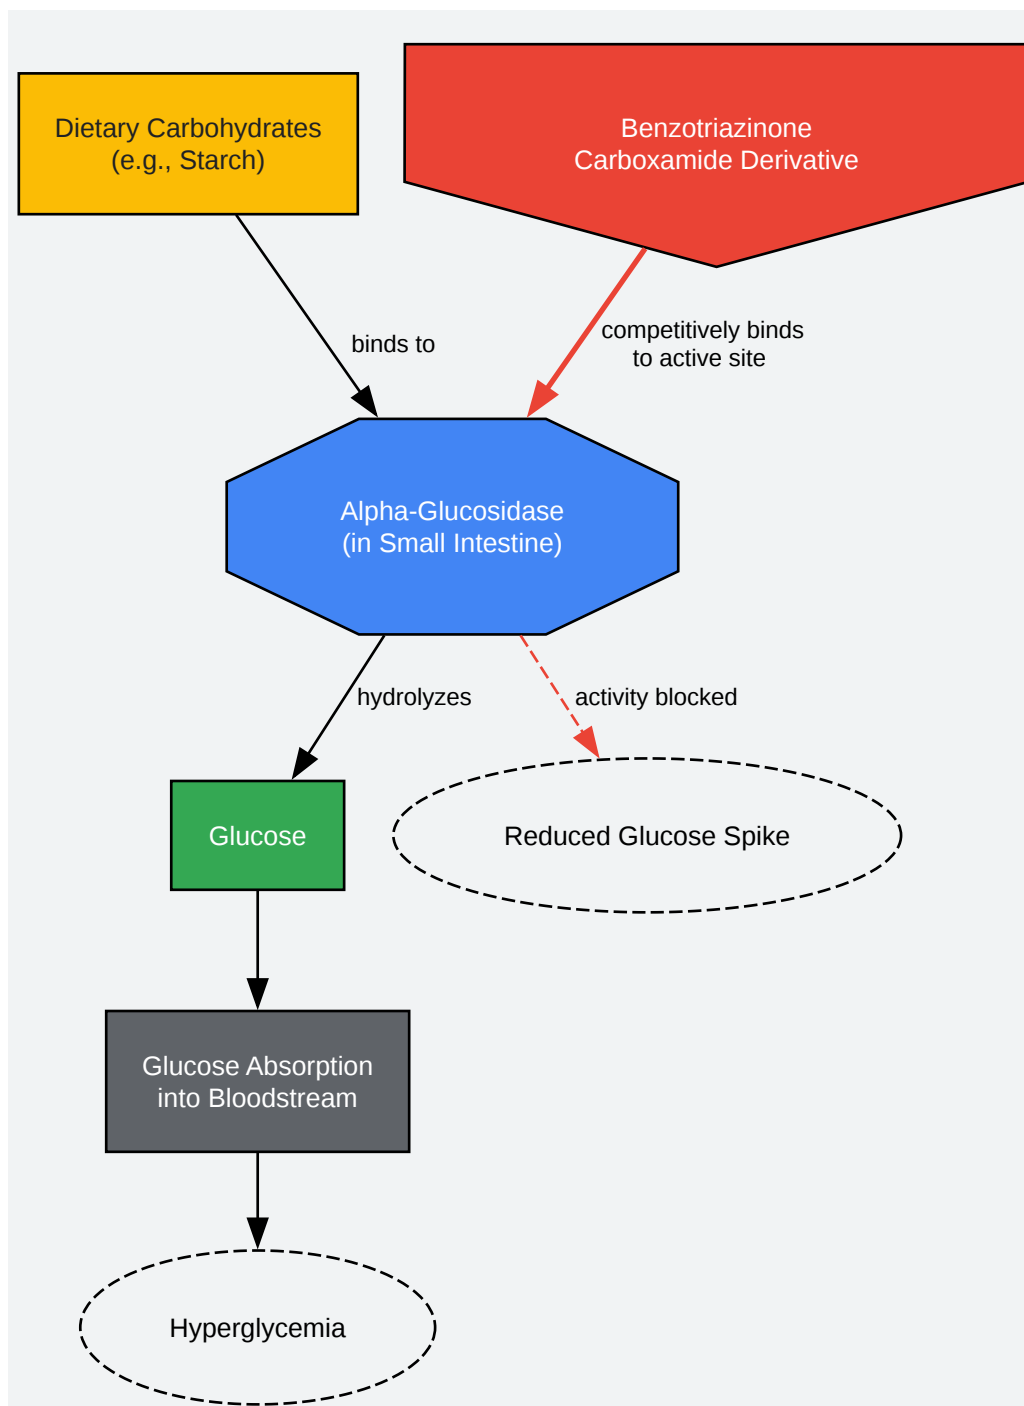 Dietary Carbohydrates
(e.g., Starch)
Benzotriazinone
Carboxamide Derivative
binds to
competitively binds
to active site
Alpha-Glucosidase
(in Small Intestine)
hydrolyzes
activity blocked
Glucose
Reduced Glucose Spike
Glucose Absorption
into Bloodstream
Hyperglycemia